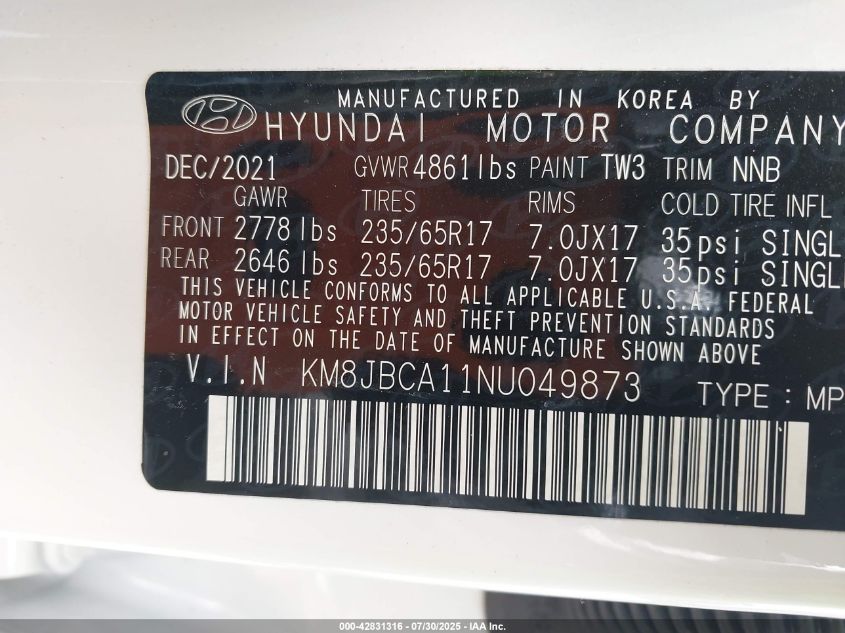 MANUFACTURED IN KOREA BY
HYUNDAI MOTOR COMPANY
DEC/2021 GVWR 4861 lbs PAINT TW3 TRIM NNB
GAWR TIRES RIMS COLD TIRE INFL
FRONT 2778 lbs 235/65R17 7.0JX17 35psi SINGL
REAR 2646 lbs 235/65R17 7.0JX17 35psi SINGL
THIS VEHICLE CONFORMS TO ALL APPLICABLE U.S.A. FEDERAL
MOTOR VEHICLE SAFETY AND THEFT PREVENTION STANDARDS
IN EFFECT ON THE DATE OF MANUFACTURE SHOWN ABOVE
V.I.N KM8JBCA11NU049873 TYPE : MP
000-42831316 - 07/30/2025 - IAA Inc.